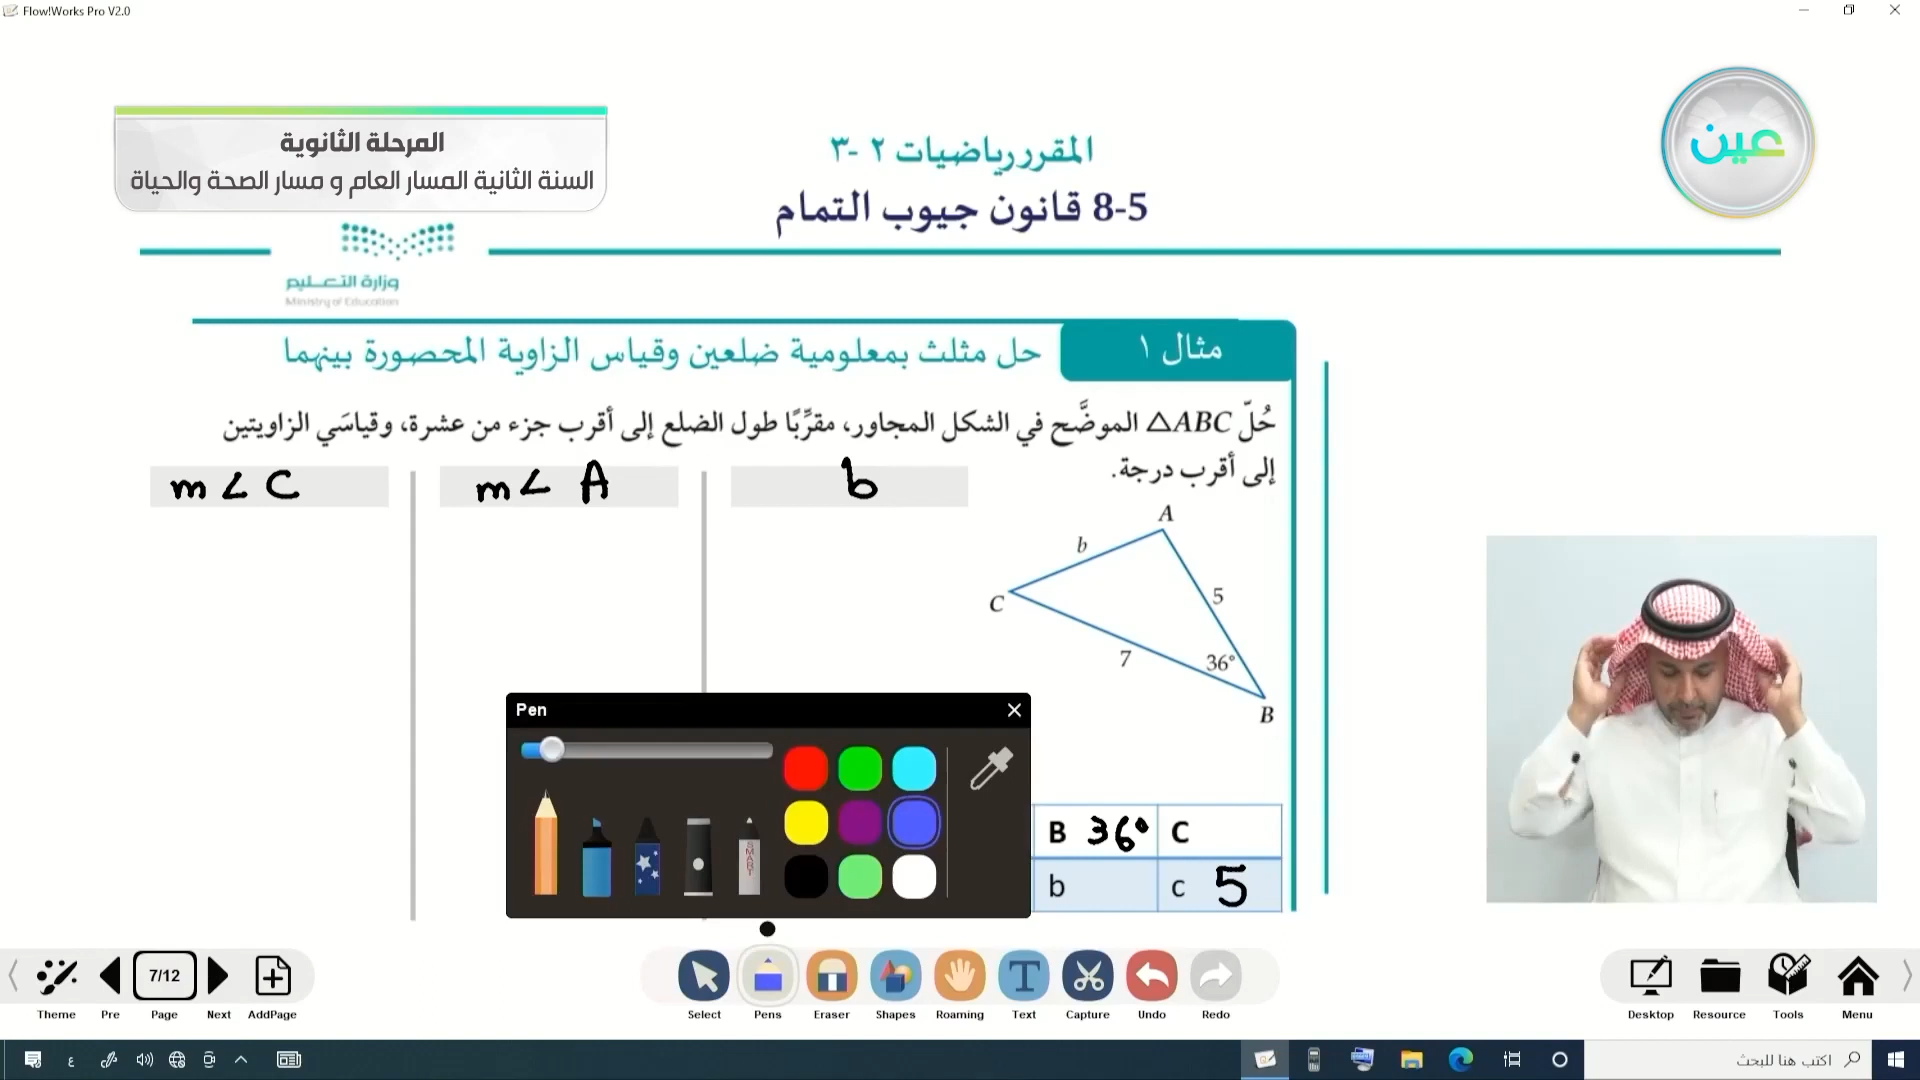 Flow!Works Pro V2.0
المرحلة الثانوية
السنة الثانية المسار العام و مسار الصحة والحياة
المقرر رياضيات ٢ -٣
8-5 قانون جيوب التمام
عين
وزارة التعليم
Ministry of Education
مثال ١
حل مثلث بمعلومية ضلعين وقياس الزاوية المحصورة بينهما
حُلّ △ABC الموضَّح في الشكل المجاور، مقرِّبًا طول الضلع إلى أقرب جزء من عشرة، وقياسَي الزاويتين
إلى أقرب درجة.
b
m∠ A
m∠ C
A
b
5
C
7
36°
B
Pen
SMART
B 36° C
b c 5
7/12
Theme Pre Page Next AddPage
Select Pens Eraser Shapes Roaming Text Capture Undo Redo
Desktop Resource Tools Menu
ع
اكتب هنا للبحث